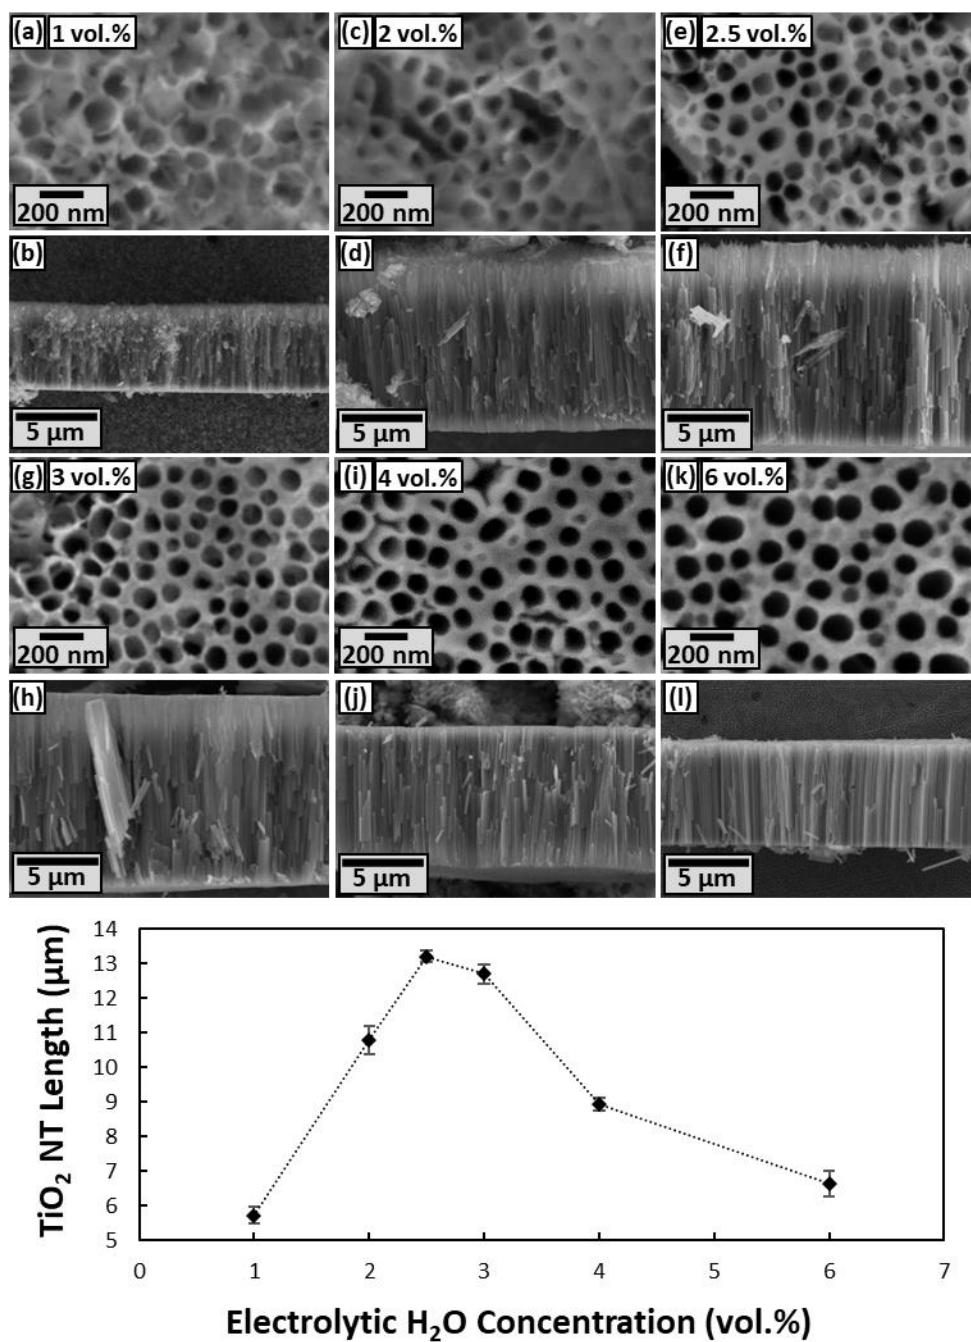 (a) 1 vol.% (c) 2 vol.% (e) 2.5 vol.%
200 nm 200 nm 200 nm
(b) (d) (f)
5 µm 5 µm 5 µm
(g) 3 vol.% (i) 4 vol.% (k) 6 vol.%
200 nm 200 nm 200 nm
(h) (j) (l)
5 µm 5 µm 5 µm
14
13
12
11
10
9
8
7
6
5
TiO₂ NT Length (µm)
0 1 2 3 4 5 6 7
Electrolytic H₂O Concentration (vol.%)